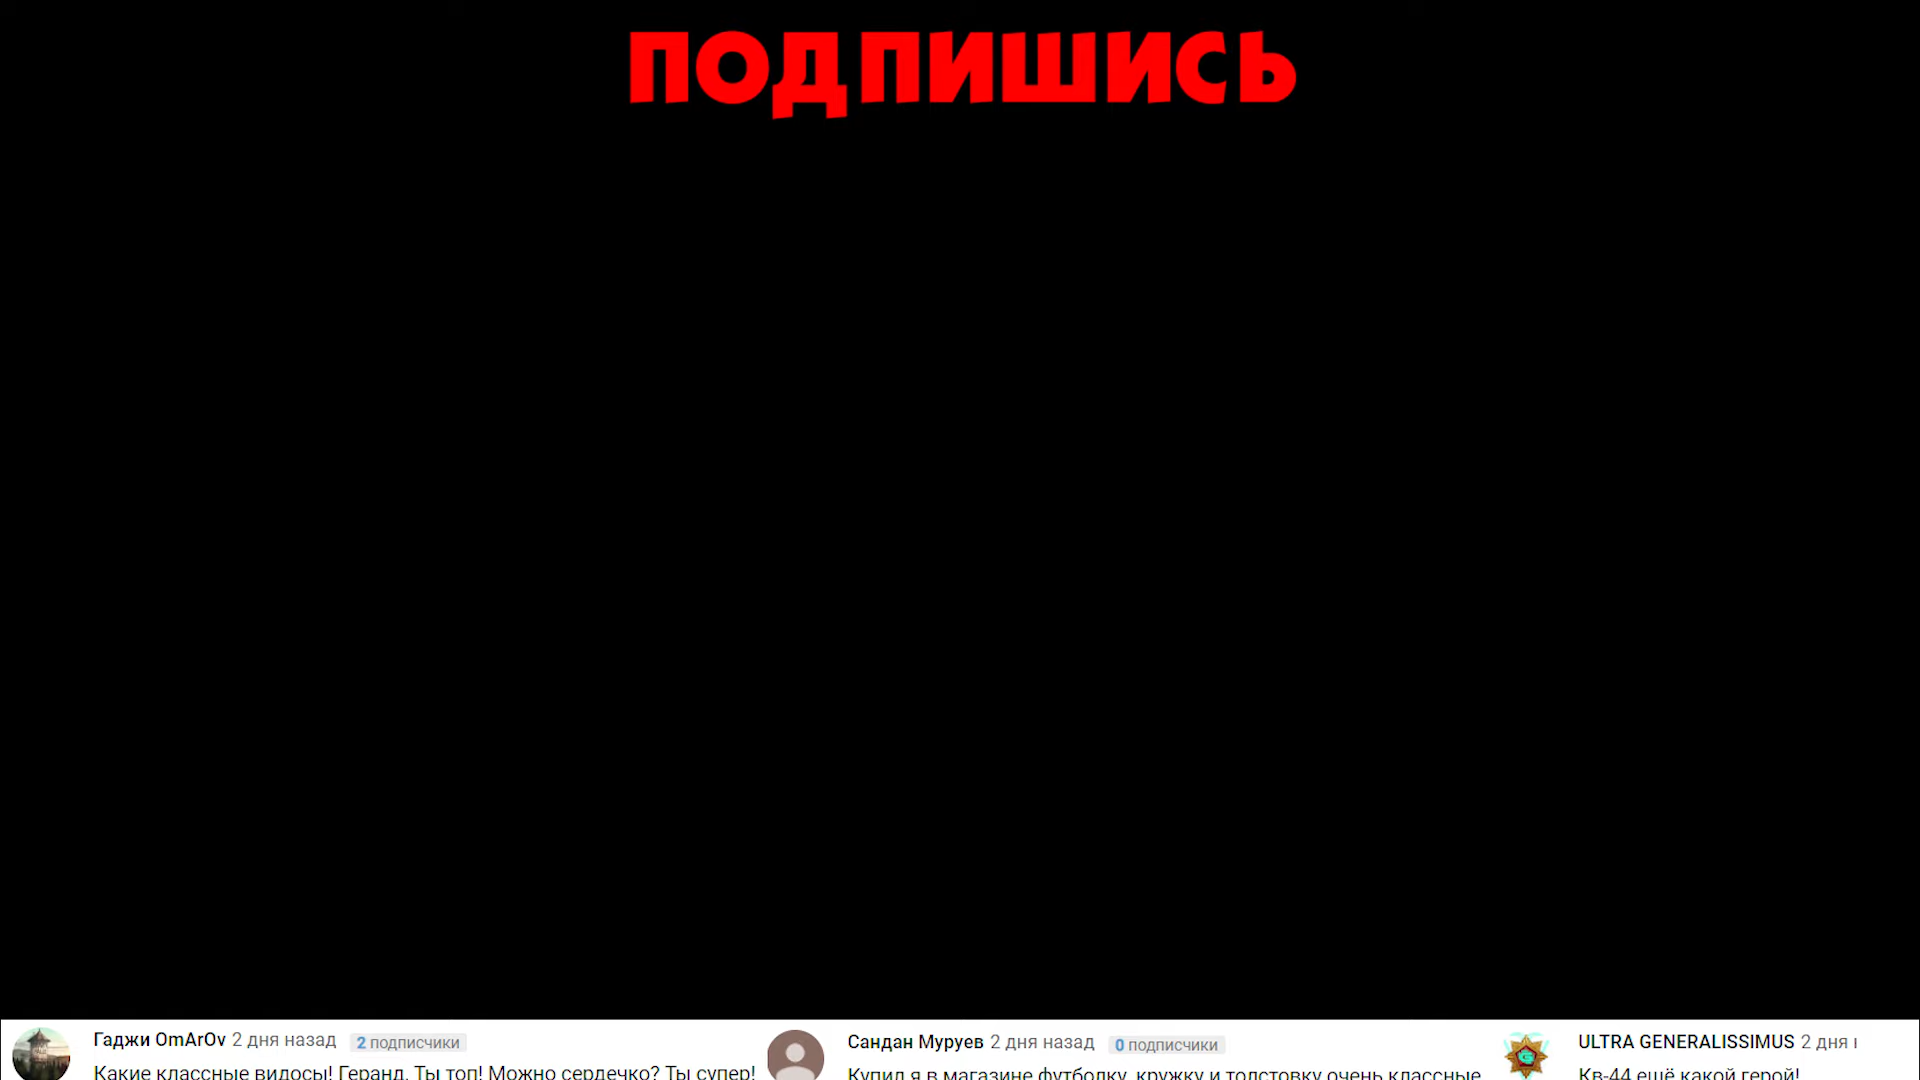 ПОДПИШИСЬ
Гаджи OmArOv 2 дня назад 2 подписчики
Какие классные видосы! Геранд. Ты топ! Можно сердечко? Ты супер!
Сандан Муруев 2 дня назад 0 подписчики
Купил я в магазине футболку, кружку и толстовку очень классные
ULTRA GENERALISSIMUS 2 дня
Кв-44 ещё какой герой!